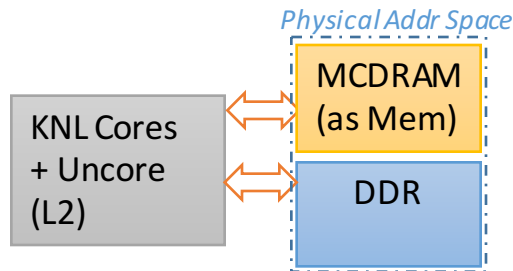 Physical Addr Space
MCDRAM
(as Mem)
KNL Cores
+ Uncore
(L2)
DDR